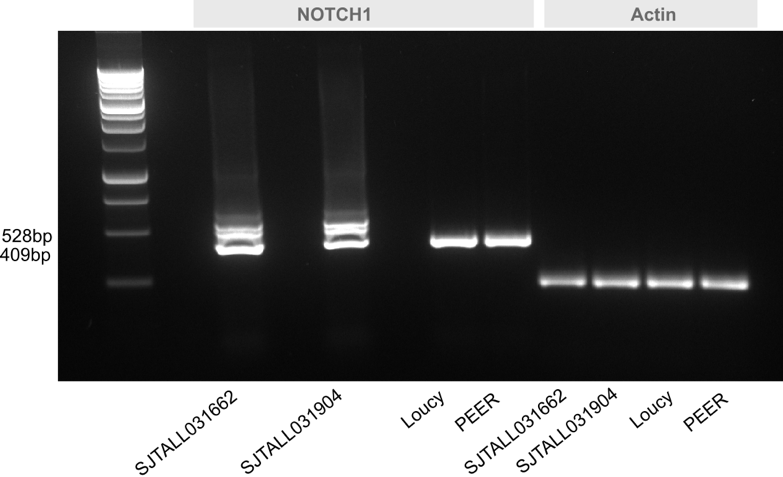 NOTCH1 Actin
528bp
409bp
SJTALL031662 SJTALL031904 Loucy PEER SJTALL031662 SJTALL031904 Loucy PEER